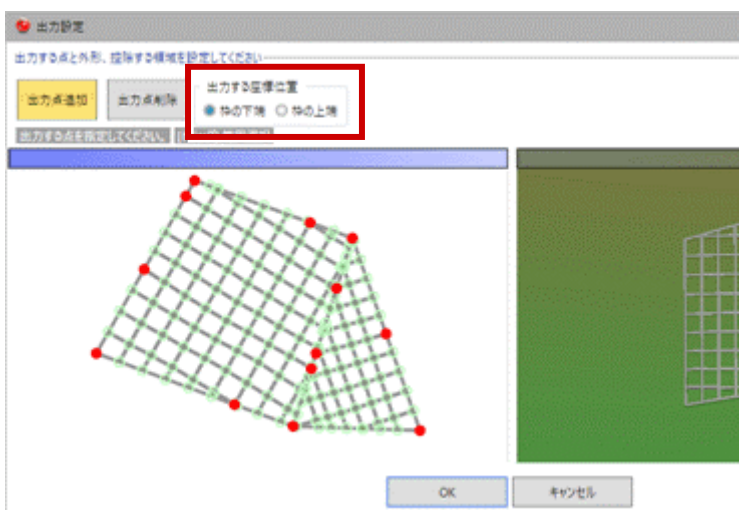 出力設定
出力する点と外形、控除する領域を設定してください
出力点追加
出力点削除
出力する座標位置
枠の下端
枠の上端
出力する点を指定してください。
OK
キャンセル